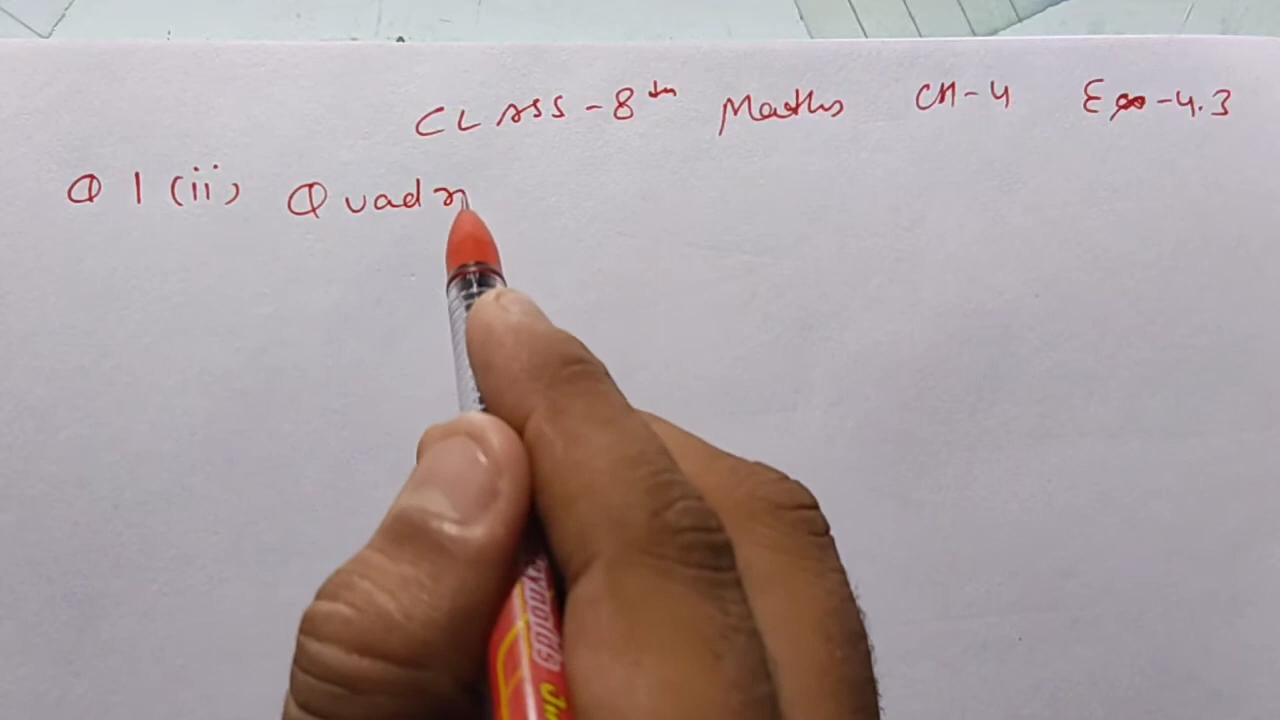 CLASS - 8th Maths CH-4 Ex-4.3
Q 1 (ii) Quadr